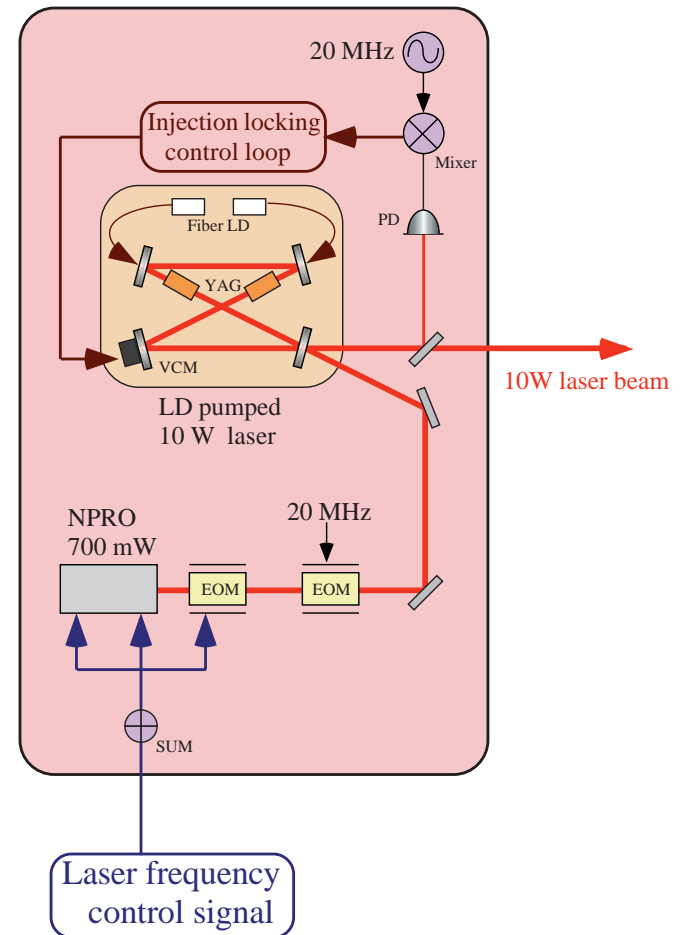 20 MHz
Injection locking
control loop
Mixer
PD
Fiber LD
YAG
VCM
10W laser beam
LD pumped
10 W laser
NPRO
700 mW
20 MHz
EOM
EOM
SUM
Laser frequency
control signal